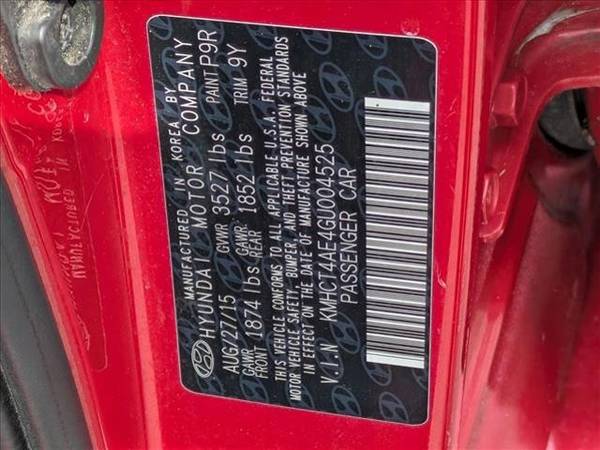 MANUFACTURED IN KOREA BY
HYUNDAI MOTOR COMPANY
AUG/27/15 GVWR 3527 lbs PAINT P9R
GAWR FRONT 1874 lbs GAWR REAR 1852 lbs TRIM 9Y
THIS VEHICLE CONFORMS TO ALL APPLICABLE U.S.A. FEDERAL
MOTOR VEHICLE SAFETY, BUMPER, AND THEFT PREVENTION STANDARDS
IN EFFECT ON THE DATE OF MANUFACTURE SHOWN ABOVE
V.I.N KMHCT4AE4GU004525
PASSENGER CAR